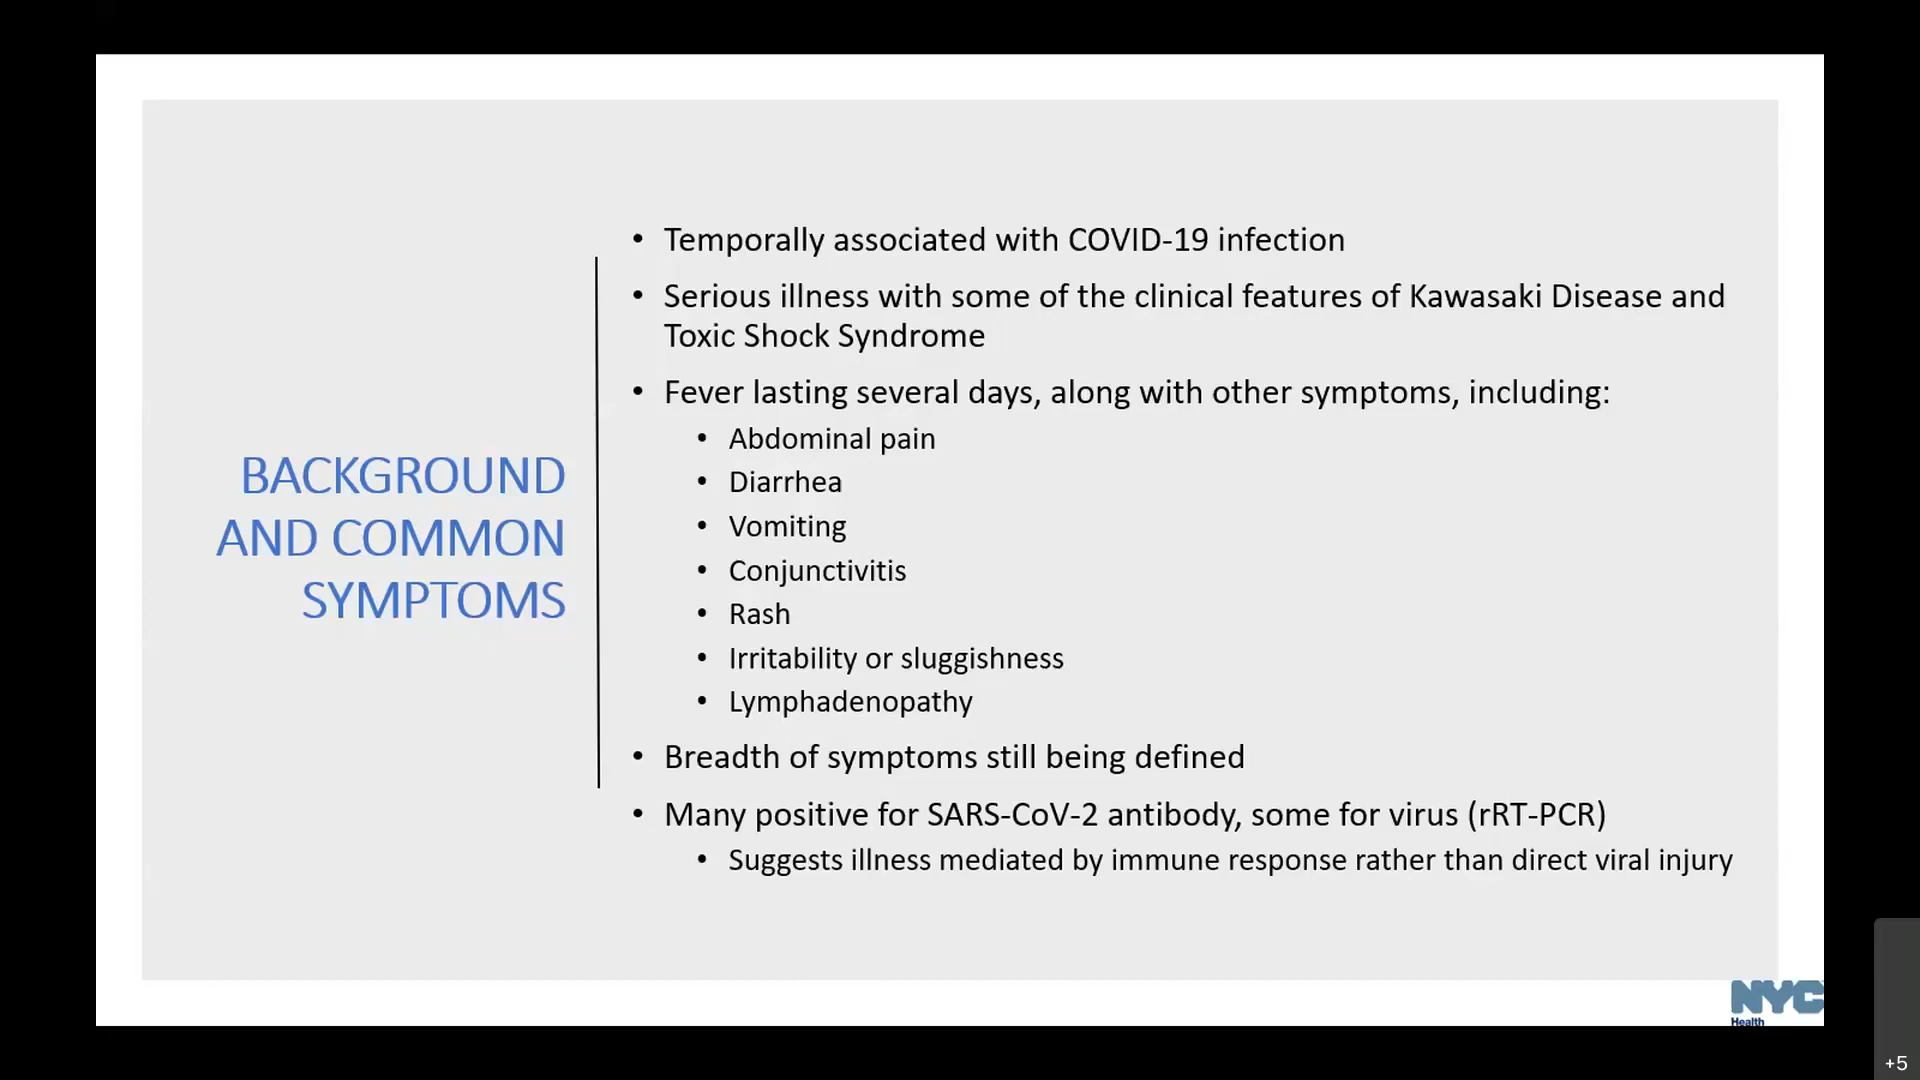 BACKGROUND
AND COMMON
SYMPTOMS
• Temporally associated with COVID-19 infection
• Serious illness with some of the clinical features of Kawasaki Disease and
Toxic Shock Syndrome
• Fever lasting several days, along with other symptoms, including:
• Abdominal pain
• Diarrhea
• Vomiting
• Conjunctivitis
• Rash
• Irritability or sluggishness
• Lymphadenopathy
• Breadth of symptoms still being defined
• Many positive for SARS-CoV-2 antibody, some for virus (rRT-PCR)
• Suggests illness mediated by immune response rather than direct viral injury
NYC
Health
+5